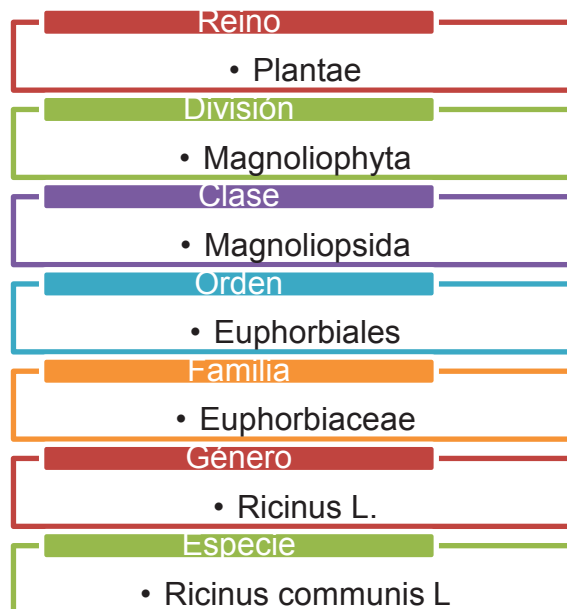 Reino
• Plantae
División
• Magnoliophyta
Clase
• Magnoliopsida
Orden
• Euphorbiales
Familia
• Euphorbiaceae
Género
• Ricinus L.
Especie
• Ricinus communis L